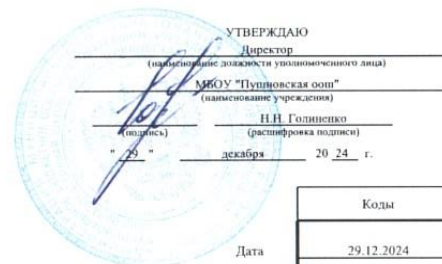 УТВЕРЖДАЮ
Директор
(наименование должности уполномоченного лица)
МБОУ "Пушновская оош"
(наименование учреждения)
Н.Н. Голиненко
(подпись) (расшифровка подписи)
" 29 " декабря 20 24 г.
Коды
Дата 29.12.2024